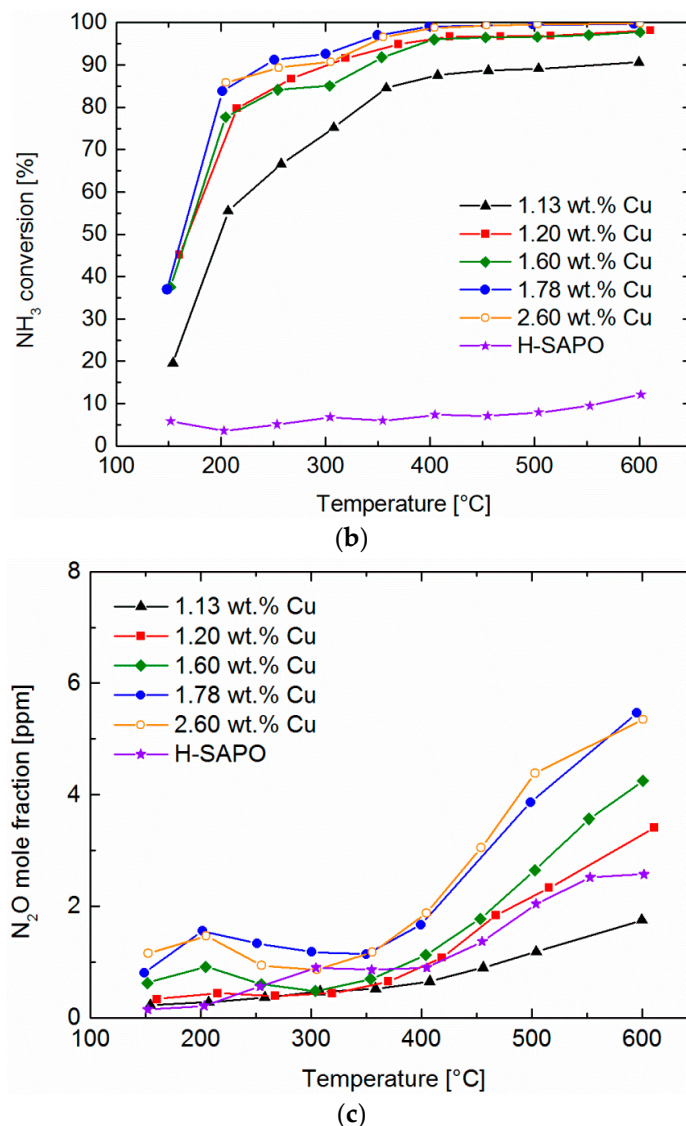 100
90
80
70
60
50
40
30
20
10
0
NH₃ conversion [%]
1.13 wt.% Cu
1.20 wt.% Cu
1.60 wt.% Cu
1.78 wt.% Cu
2.60 wt.% Cu
H-SAPO
100 200 300 400 500 600
Temperature [°C]
(b)
8
6
4
2
0
N₂O mole fraction [ppm]
1.13 wt.% Cu
1.20 wt.% Cu
1.60 wt.% Cu
1.78 wt.% Cu
2.60 wt.% Cu
H-SAPO
100 200 300 400 500 600
Temperature [°C]
(c)